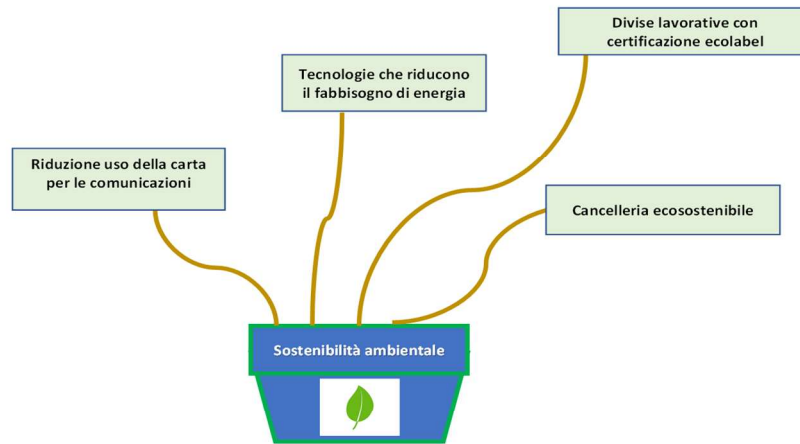 Divise lavorative con
certificazione ecolabel
Tecnologie che riducono
il fabbisogno di energia
Riduzione uso della carta
per le comunicazioni
Cancelleria ecosostenibile
Sostenibilità ambientale